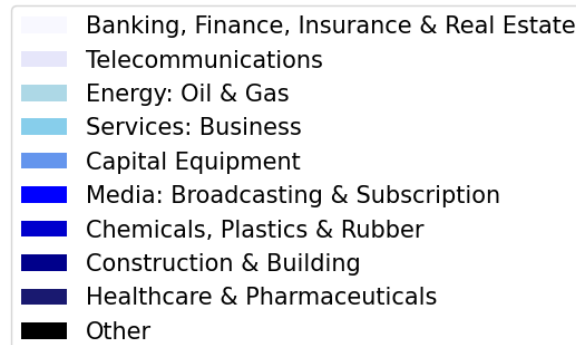 Banking, Finance, Insurance & Real Estate
Telecommunications
Energy: Oil & Gas
Services: Business
Capital Equipment
Media: Broadcasting & Subscription
Chemicals, Plastics & Rubber
Construction & Building
Healthcare & Pharmaceuticals
Other